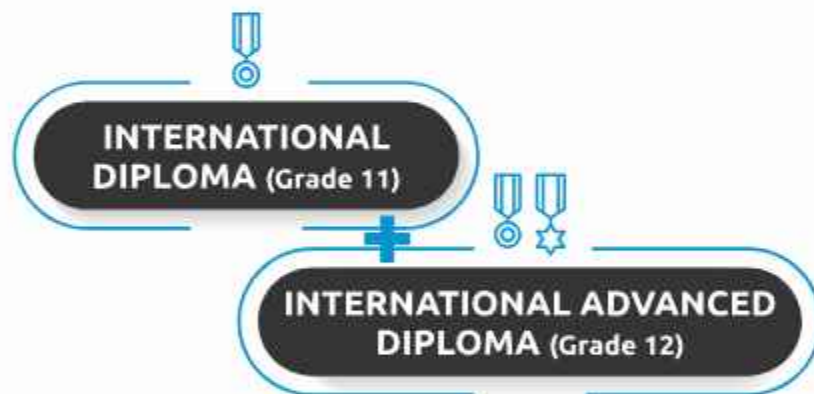 INTERNATIONAL
DIPLOMA (Grade 11)
INTERNATIONAL ADVANCED
DIPLOMA (Grade 12)